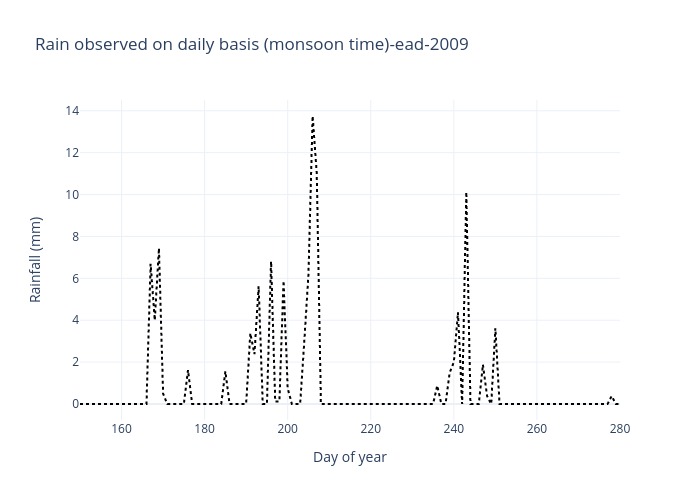 Rain observed on daily basis (monsoon time)-ead-2009
14
12
10
8
6
4
2
0
Rainfall (mm)
160 180 200 220 240 260 280
Day of year